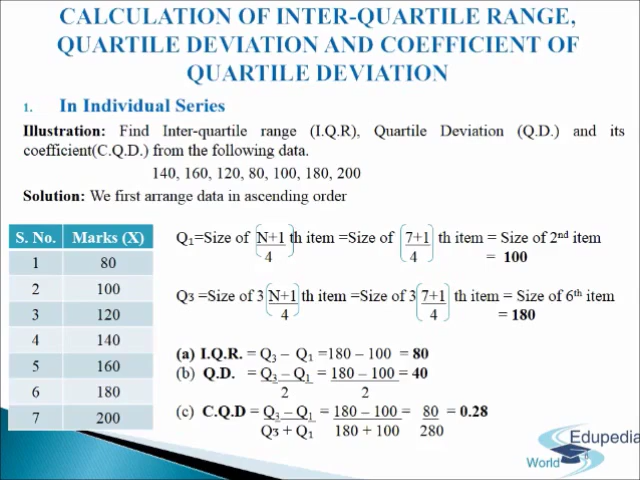 CALCULATION OF INTER-QUARTILE RANGE,
QUARTILE DEVIATION AND COEFFICIENT OF
QUARTILE DEVIATION
1. In Individual Series
Illustration: Find Inter-quartile range (I.Q.R), Quartile Deviation (Q.D.) and its
coefficient(C.Q.D.) from the following data.
140, 160, 120, 80, 100, 180, 200
Solution: We first arrange data in ascending order
S. No. Marks (X)
1 80
2 100
3 120
4 140
5 160
6 180
7 200
Q₁=Size of N+1 th item =Size of 7+1 th item = Size of 2ⁿᵈ item
4 4 = 100
Q₃ =Size of 3 N+1 th item =Size of 3 7+1 th item = Size of 6ᵗʰ item
4 4 = 180
(a) I.Q.R. = Q₃ – Q₁ =180 – 100 = 80
(b) Q.D. = Q₃ – Q₁ = 180 – 100 = 40
2 2
(c) C.Q.D = Q₃ – Q₁ = 180 – 100 = 80 = 0.28
Q₃ + Q₁ 180 + 100 280
Edupedia
World